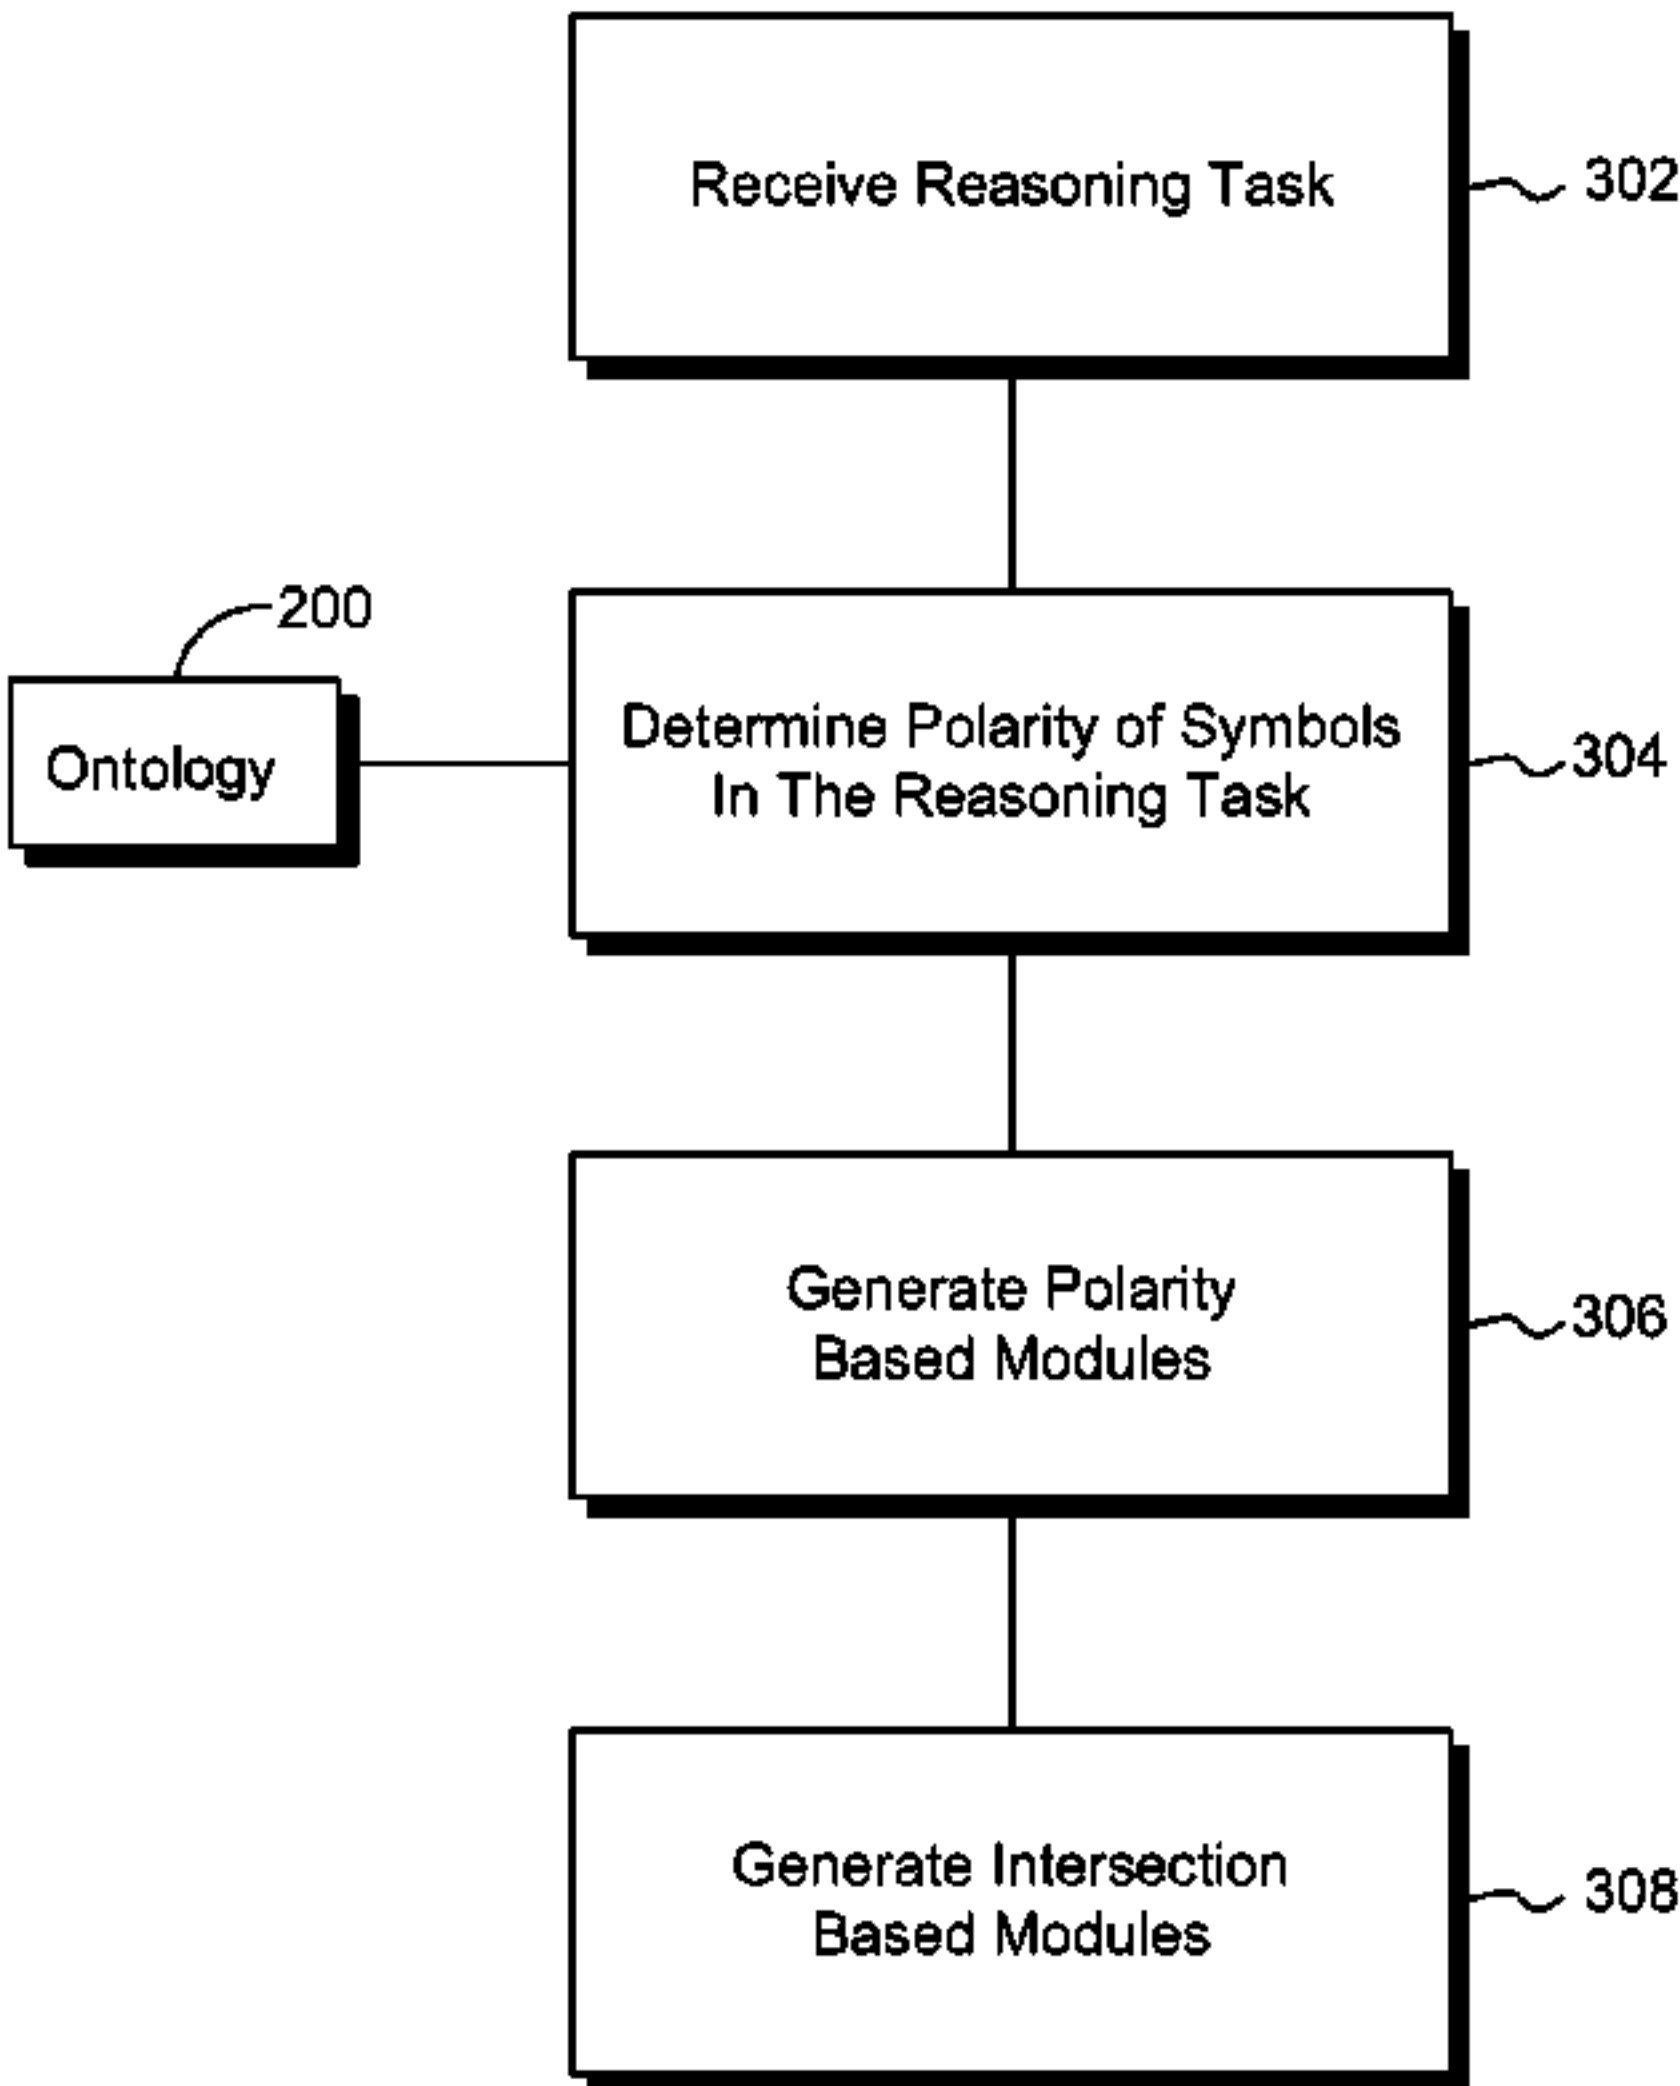 Receive Reasoning Task
302
200
Ontology
Determine Polarity of Symbols
In The Reasoning Task
304
Generate Polarity
Based Modules
306
Generate Intersection
Based Modules
308